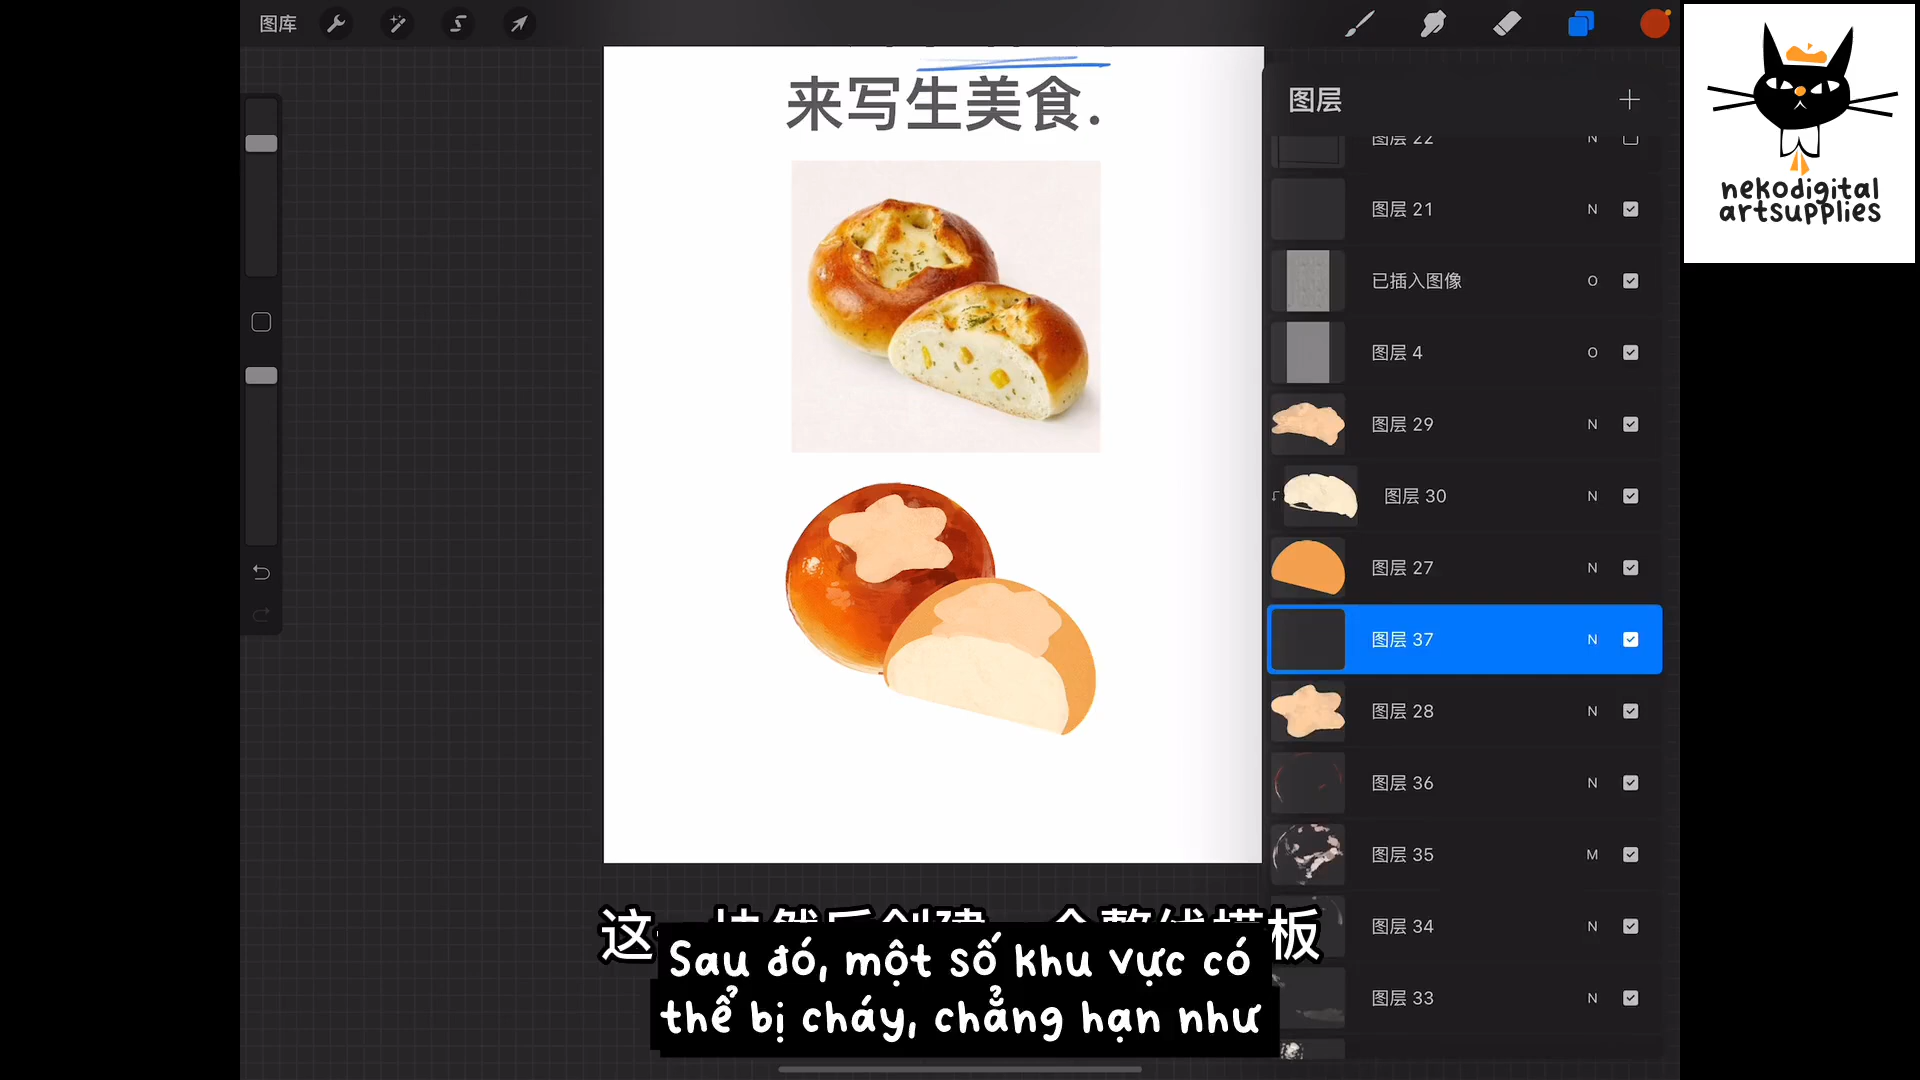 图库
来写生美食.
图层
图层 22 N
图层 21 N
已插入图像 O
图层 4 O
图层 29 N
图层 30 N
图层 27 N
图层 37 N
图层 28 N
图层 36 N
图层 35 M
图层 34 N
图层 33 N
nekodigital
artsupplies
Sau đó, một số khu vực có
thể bị cháy, chẳng hạn như